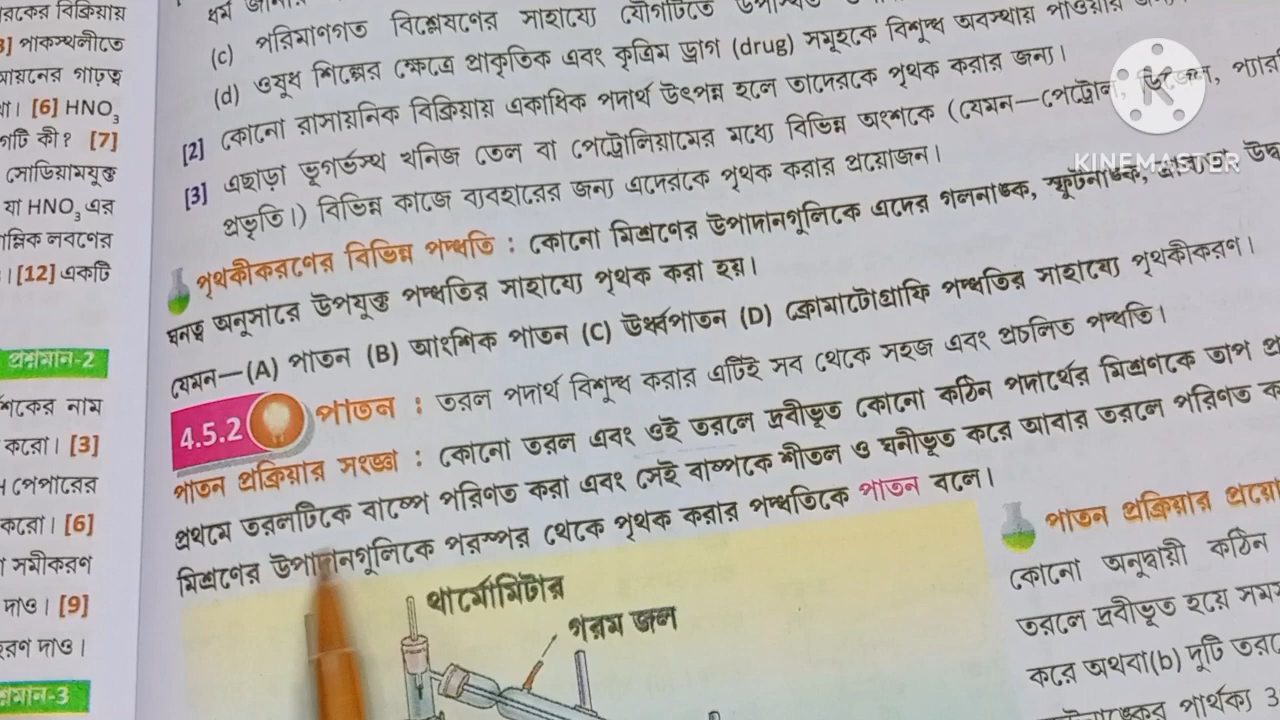 রকের বিক্রিয়ায়
3] পাকস্থলীতে
আয়নের গাঢ়ত্ব
[6] HNO3
গটি কী? [7]
সোডিয়ামযুক্ত
যা HNO3 এর
লবণের
। [12] একটি
প্রশ্নমান-2
শকের নাম
করো। [3]
পেপারের
করো। [6]
সমীকরণ
দাও। [9]
দাও।
প্রশ্নমান-3
ধর্ম
(c) পরিমাণগত বিশ্লেষণের সাহায্যে যৌগটিতে
(d) ওষুধ শিল্পের ক্ষেত্রে প্রাকৃতিক এবং কৃত্রিম ড্রাগ (drug) সমূহকে বিশুদ্ধ অবস্থায় পাওয়ার
[2] কোনো রাসায়নিক বিক্রিয়ায় একাধিক পদার্থ উৎপন্ন হলে তাদেরকে পৃথক করার জন্য।
[3] এছাড়া ভূগর্ভস্থ খনিজ তেল বা পেট্রোলিয়ামের মধ্যে বিভিন্ন অংশকে (যেমন—পেট্রোল, ডিজেল,
প্রভৃতি।) বিভিন্ন কাজে ব্যবহারের জন্য এদেরকে পৃথক করার প্রয়োজন।
পৃথকীকরণের বিভিন্ন পদ্ধতি : কোনো মিশ্রণের উপাদানগুলিকে এদের গলনাঙ্ক, স্ফুটনাঙ্ক,
ঘনত্ব অনুসারে উপযুক্ত পদ্ধতির সাহায্যে পৃথক করা হয়।
যেমন—(A) পাতন (B) আংশিক পাতন (C) ঊর্ধ্বপাতন (D) ক্রোমাটোগ্রাফি পদ্ধতির সাহায্যে পৃথকীকরণ।
4.5.2 পাতন : তরল পদার্থ বিশুদ্ধ করার এটিই সব থেকে সহজ এবং প্রচলিত পদ্ধতি।
পাতন প্রক্রিয়ার সংজ্ঞা : কোনো তরল এবং ওই তরলে দ্রবীভূত কোনো কঠিন পদার্থের মিশ্রণকে তাপ
প্রথমে তরলটিকে বাষ্পে পরিণত করা এবং সেই বাষ্পকে শীতল ও ঘনীভূত করে আবার তরলে পরিণত
মিশ্রণের উপাদানগুলিকে পরস্পর থেকে পৃথক করার পদ্ধতিকে পাতন বলে।
থার্মোমিটার
গরম জল
পাতন প্রক্রিয়ার
কোনো অনুদ্বায়ী কঠিন
তরলে দ্রবীভূত হয়ে
করে অথবা(b) দুটি
পার্থক্য
KINEMASTER